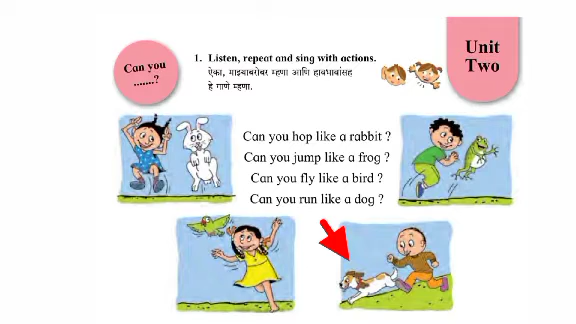 Can you
.......?
1. Listen, repeat and sing with actions.
ऐका, माझ्याबरोबर म्हणा आणि हावभावांसह
हे गाणे म्हणा.
Unit
Two
Can you hop like a rabbit ?
Can you jump like a frog ?
Can you fly like a bird ?
Can you run like a dog ?